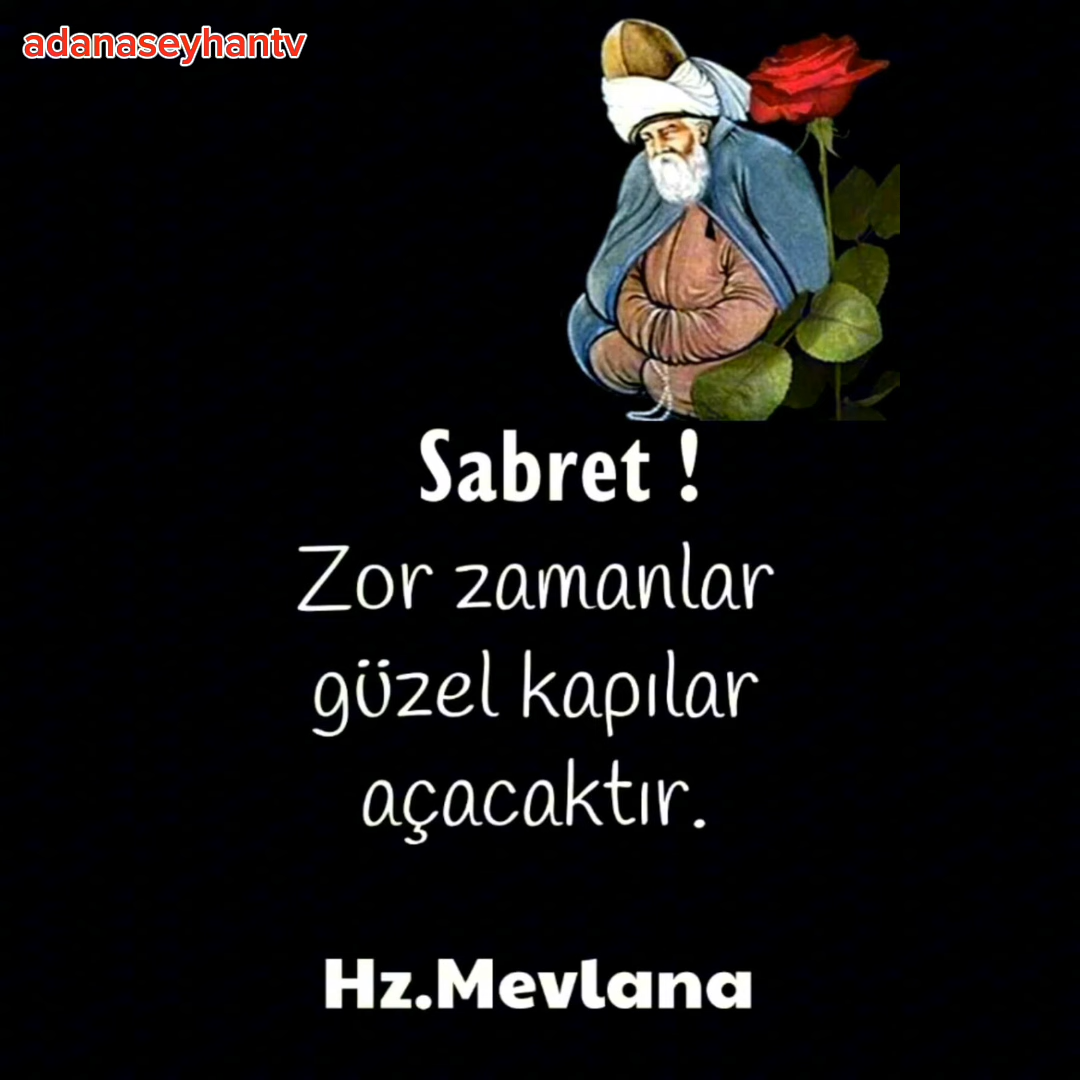 adanaseyhantv
Sabret !
Zor zamanlar
güzel kapılar
açacaktır.
Hz.Mevlana